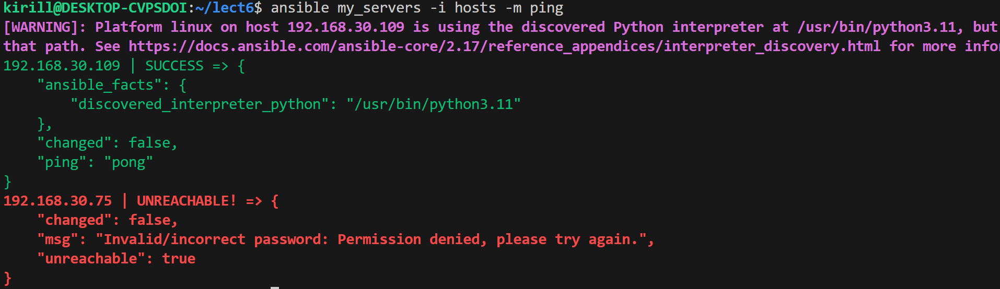 kirill@DESKTOP-CVPSDOI:~/lect6$ ansible my_servers -i hosts -m ping
[WARNING]: Platform linux on host 192.168.30.109 is using the discovered Python interpreter at /usr/bin/python3.11, but
that path. See https://docs.ansible.com/ansible-core/2.17/reference_appendices/interpreter_discovery.html for more infor
192.168.30.109 | SUCCESS => {
    "ansible_facts": {
        "discovered_interpreter_python": "/usr/bin/python3.11"
    },
    "changed": false,
    "ping": "pong"
}
192.168.30.75 | UNREACHABLE! => {
    "changed": false,
    "msg": "Invalid/incorrect password: Permission denied, please try again.",
    "unreachable": true
}